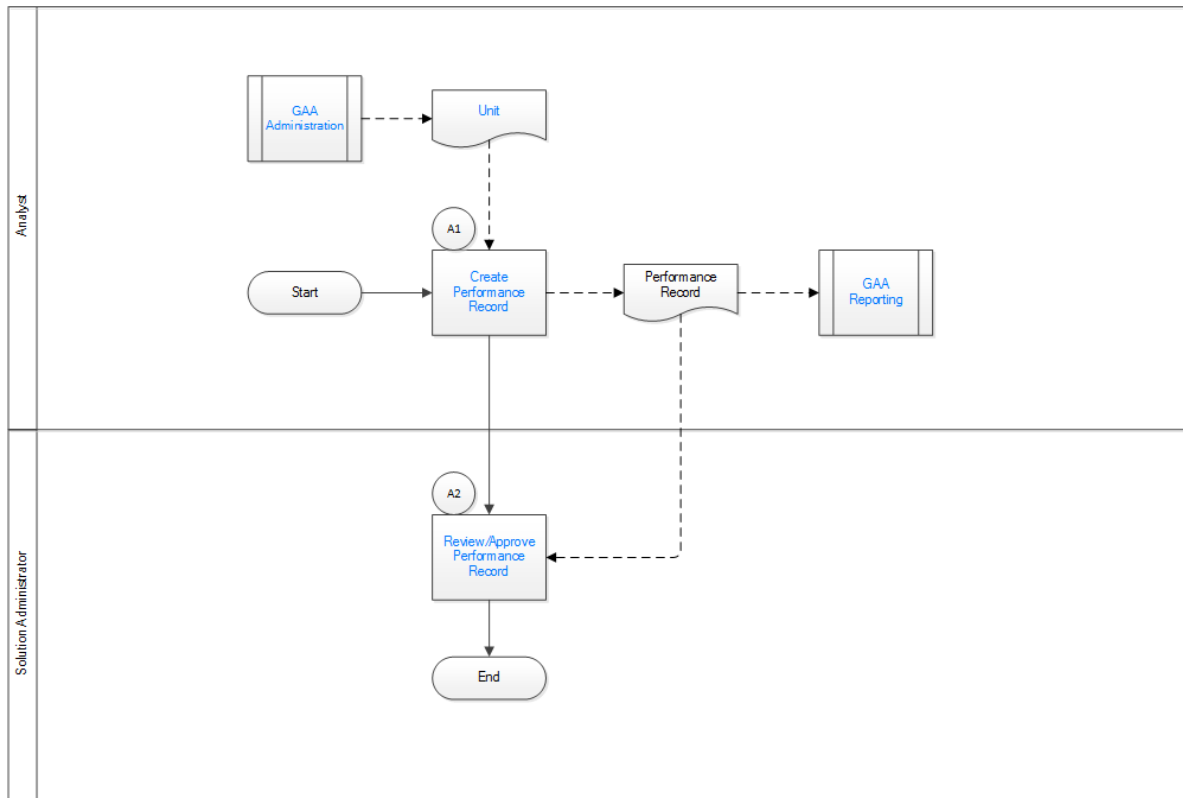 Analyst
GAA
Administration
Unit
A1
Start
Create
Performance
Record
Performance
Record
GAA
Reporting
Solution Administrator
A2
Review/Approve
Performance
Record
End